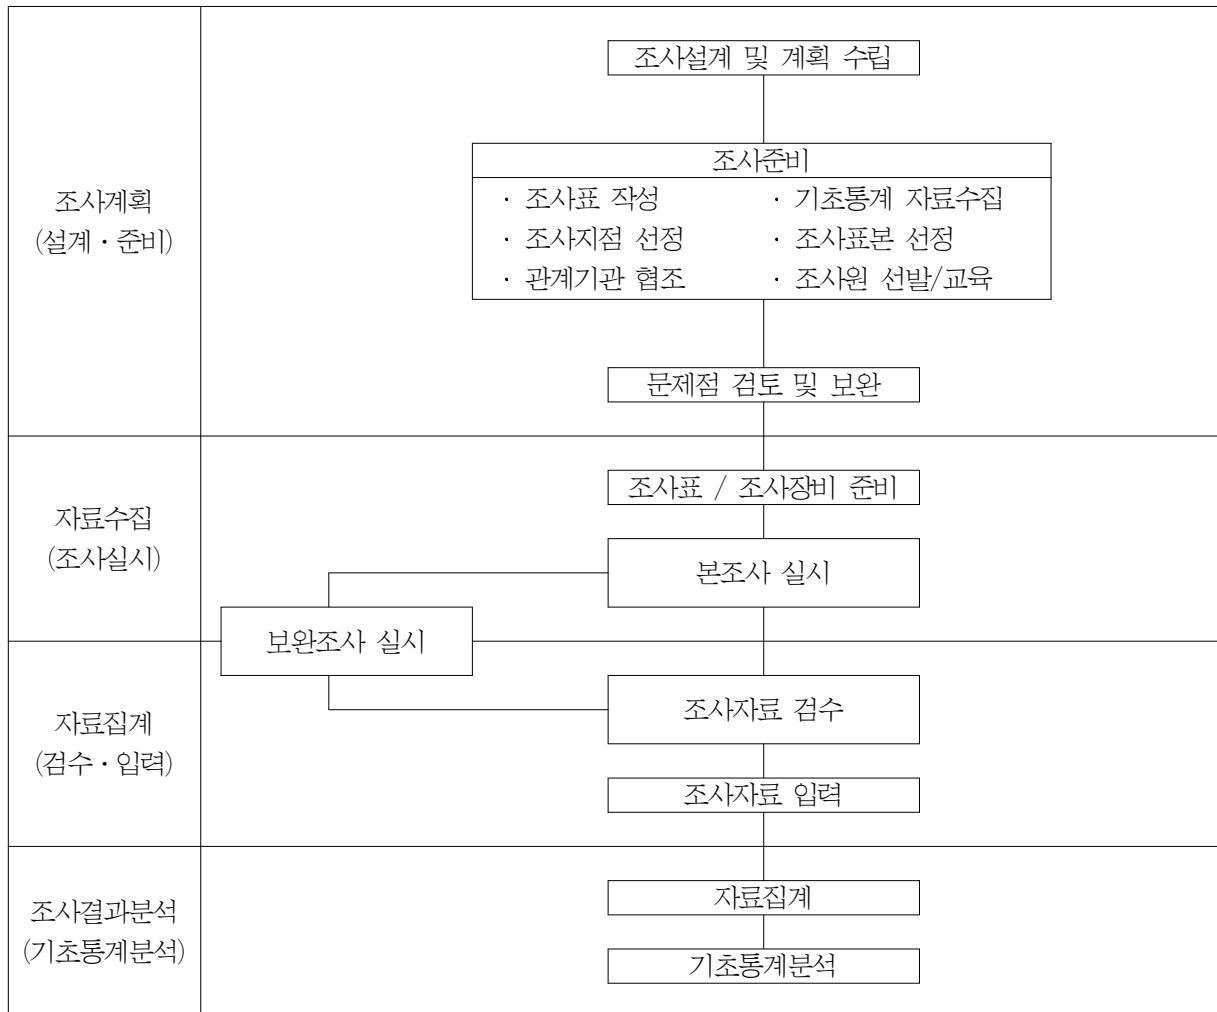 조사설계 및 계획 수립
조사계획
(설계・준비)
조사준비
· 조사표 작성
· 기초통계 자료수집
· 조사지점 선정
· 조사표본 선정
· 관계기관 협조
· 조사원 선발/교육
문제점 검토 및 보완
자료수집
(조사실시)
조사표 / 조사장비 준비
본조사 실시
보완조사 실시
자료집계
(검수・입력)
조사자료 검수
조사자료 입력
조사결과분석
(기초통계분석)
자료집계
기초통계분석